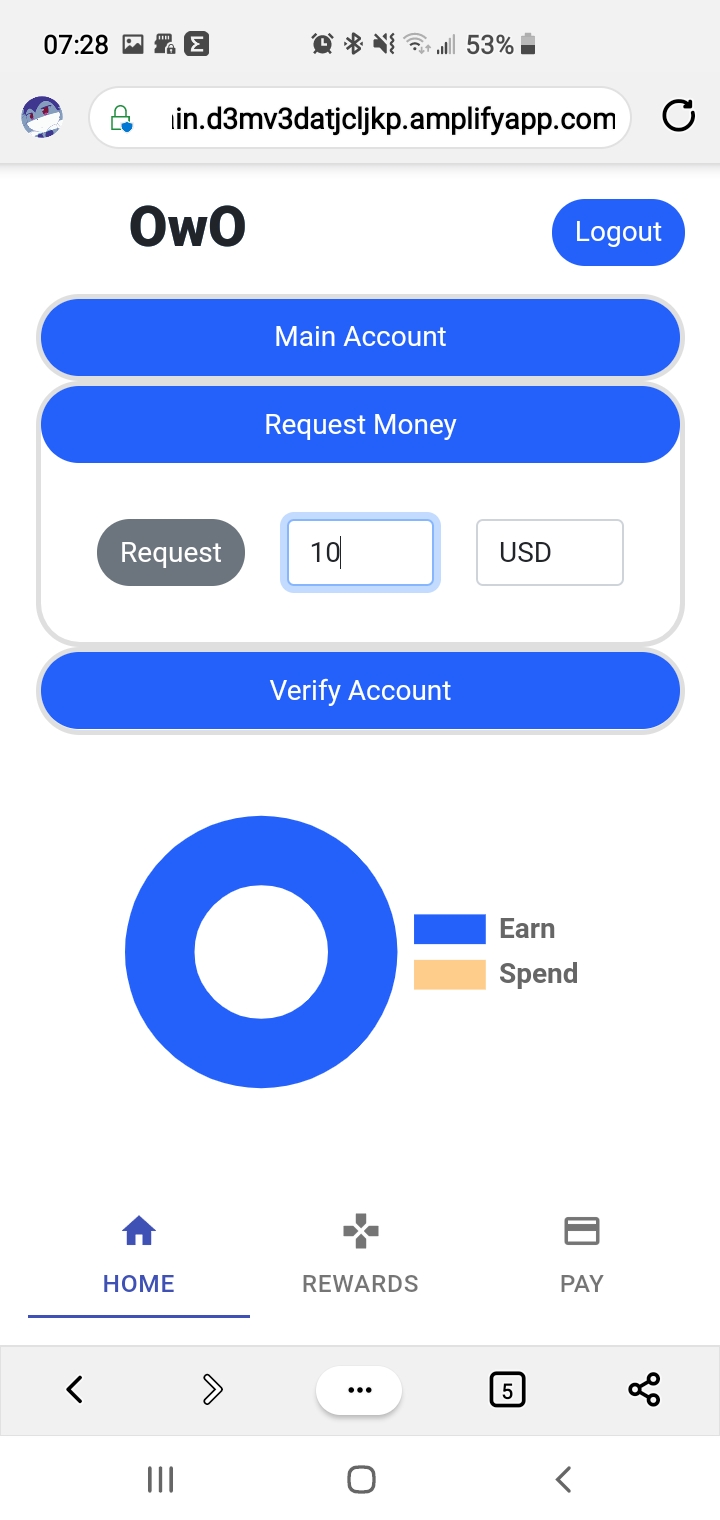 07:28 53%
ain.d3mv3datjcljkp.amplifyapp.com
OwO Logout
Main Account
Request Money
Request 10 USD
Verify Account
Earn
Spend
HOME REWARDS PAY
5